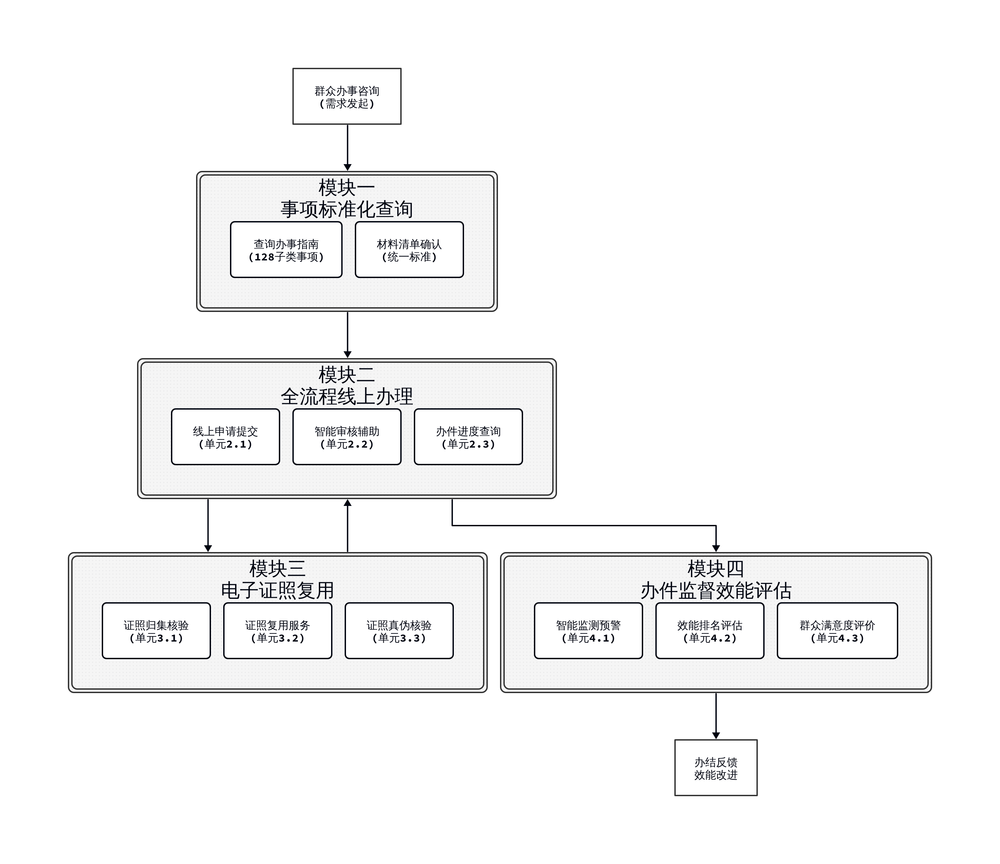 群众办事咨询
(需求发起)
模块一
事项标准化查询
查询办事指南
(128子类事项)
材料清单确认
(统一标准)
模块二
全流程线上办理
线上申请提交
(单元2.1)
智能审核辅助
(单元2.2)
办件进度查询
(单元2.3)
模块三
电子证照复用
证照归集核验
(单元3.1)
证照复用服务
(单元3.2)
证照真伪核验
(单元3.3)
模块四
办件监督效能评估
智能监测预警
(单元4.1)
效能排名评估
(单元4.2)
群众满意度评价
(单元4.3)
办结反馈
效能改进